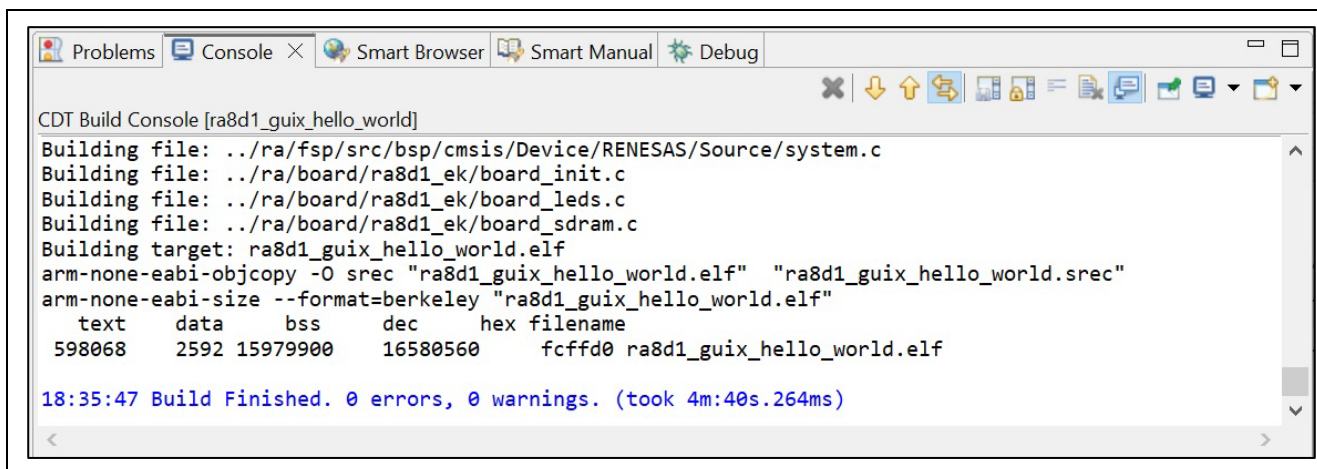 Problems Console Smart Browser Smart Manual Debug
CDT Build Console [ra8d1_guix_hello_world]
Building file: ../ra/fsp/src/bsp/cmsis/Device/RENESAS/Source/system.c
Building file: ../ra/board/ra8d1_ek/board_init.c
Building file: ../ra/board/ra8d1_ek/board_leds.c
Building file: ../ra/board/ra8d1_ek/board_sdram.c
Building target: ra8d1_guix_hello_world.elf
arm-none-eabi-objcopy -O srec "ra8d1_guix_hello_world.elf"  "ra8d1_guix_hello_world.srec"
arm-none-eabi-size --format=berkeley "ra8d1_guix_hello_world.elf"
   text    data     bss     dec     hex filename
 598068    2592 15979900    16580560     fcffd0 ra8d1_guix_hello_world.elf
18:35:47 Build Finished. 0 errors, 0 warnings. (took 4m:40s.264ms)